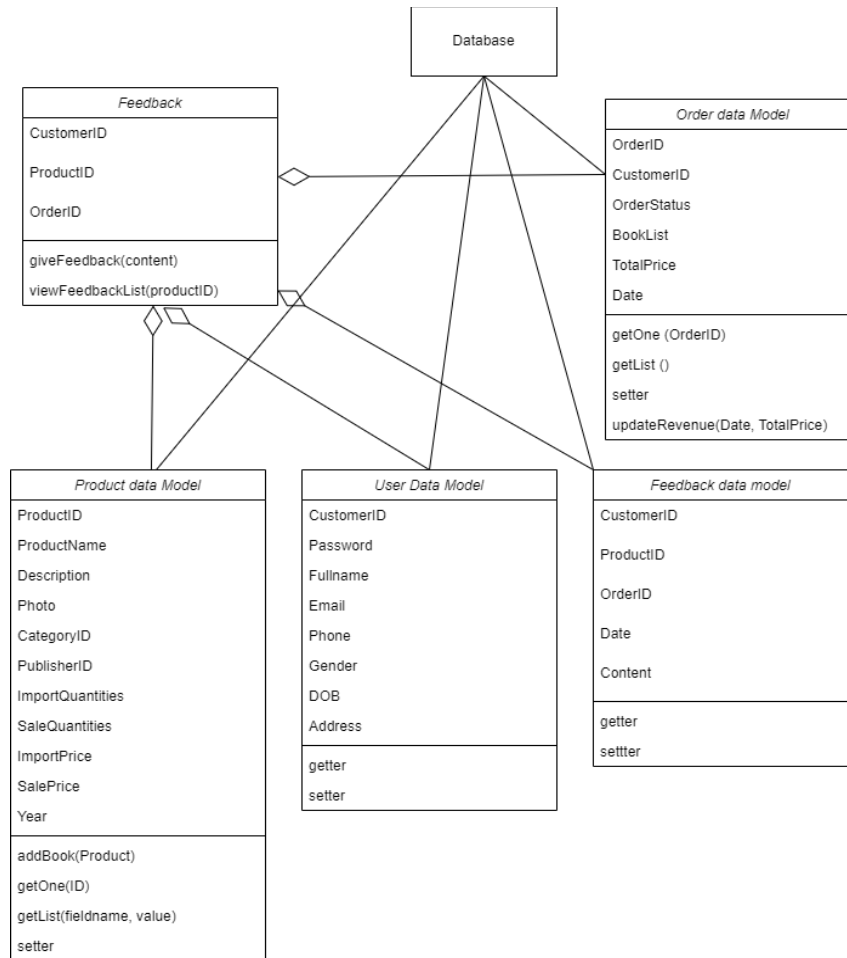 Database
Feedback
CustomerID
ProductID
OrderID
giveFeedback(content)
viewFeedbackList(productID)
Order data Model
OrderID
CustomerID
OrderStatus
BookList
TotalPrice
Date
getOne (OrderID)
getList ()
setter
updateRevenue(Date, TotalPrice)
Product data Model
ProductID
ProductName
Description
Photo
CategoryID
PublisherID
ImportQuantities
SaleQuantities
ImportPrice
SalePrice
Year
addBook(Product)
getOne(ID)
getList(fieldname, value)
setter
User Data Model
CustomerID
Password
Fullname
Email
Phone
Gender
DOB
Address
getter
setter
Feedback data model
CustomerID
ProductID
OrderID
Date
Content
getter
settter